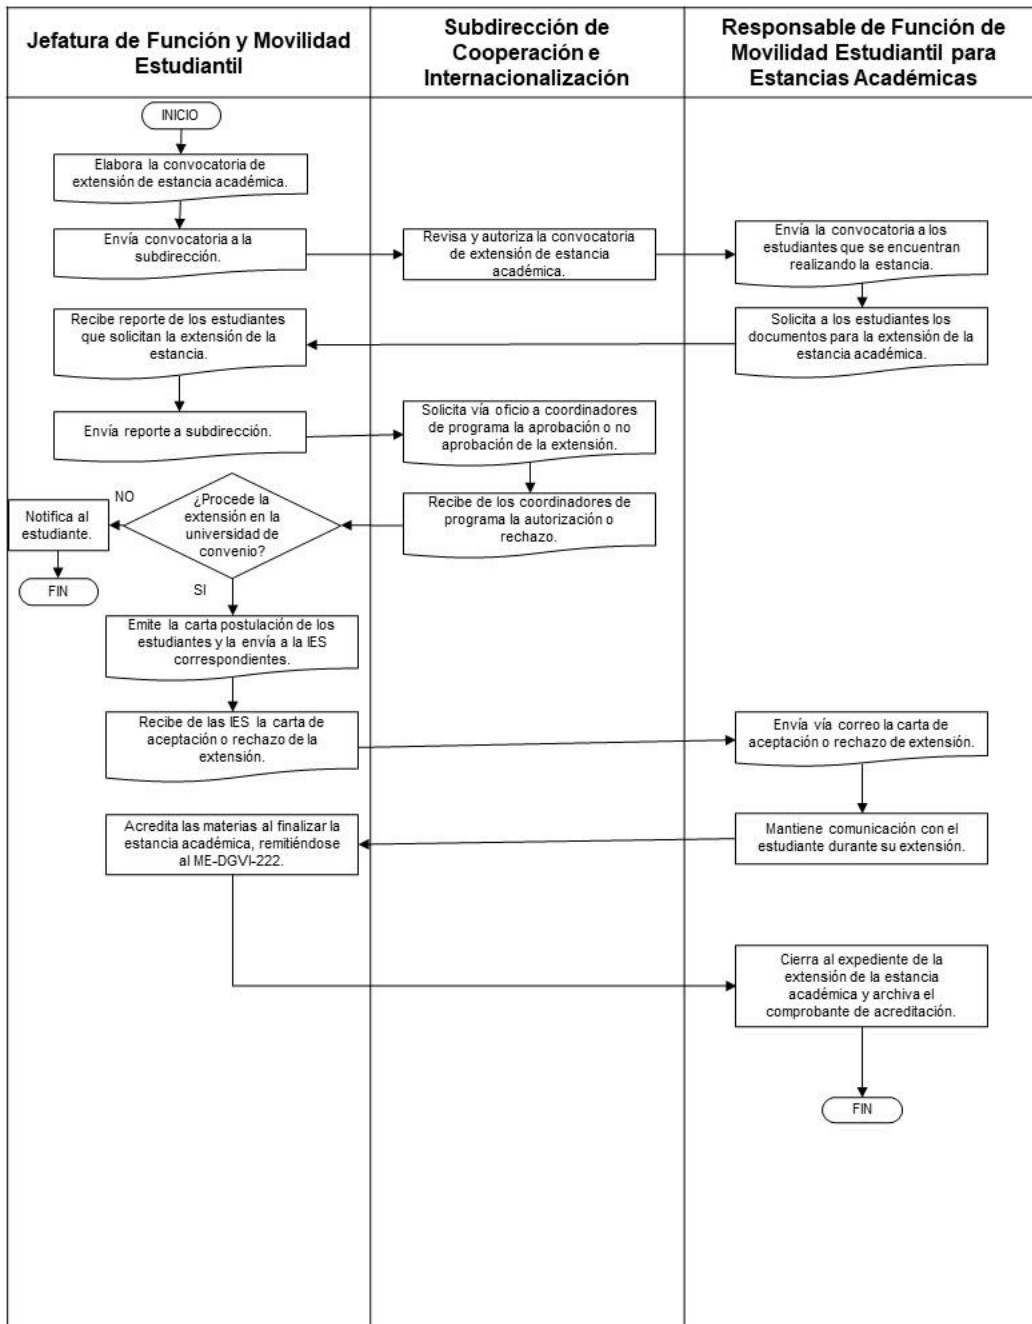 Jefatura de Función y Movilidad
Estudiantil
Subdirección de
Cooperación e
Internacionalización
Responsable de Función de
Movilidad Estudiantil para
Estancias Académicas
INICIO
Elabora la convocatoria de
extensión de estancia académica.
Envía convocatoria a la
subdirección.
Revisa y autoriza la convocatoria
de extensión de estancia
académica.
Envía la convocatoria a los
estudiantes que se encuentran
realizando la estancia.
Recibe reporte de los estudiantes
que solicitan la extensión de la
estancia.
Solicita a los estudiantes los
documentos para la extensión de la
estancia académica.
Envía reporte a subdirección.
Solicita vía oficio a coordinadores
de programa la aprobación o no
aprobación de la extensión.
Recibe de los coordinadores de
programa la autorización o
rechazo.
¿Procede la
extensión en la
universidad de
convenio?
NO
Notifica al
estudiante.
FIN
SI
Emite la carta postulación de los
estudiantes y la envía a la IES
correspondientes.
Recibe de las IES la carta de
aceptación o rechazo de la
extensión.
Envía vía correo la carta de
aceptación o rechazo de extensión.
Acredita las materias al finalizar la
estancia académica, remitiéndose
al ME-DGVI-222.
Mantiene comunicación con el
estudiante durante su extensión.
Cierra al expediente de la
extensión de la estancia
académica y archiva el
comprobante de acreditación.
FIN